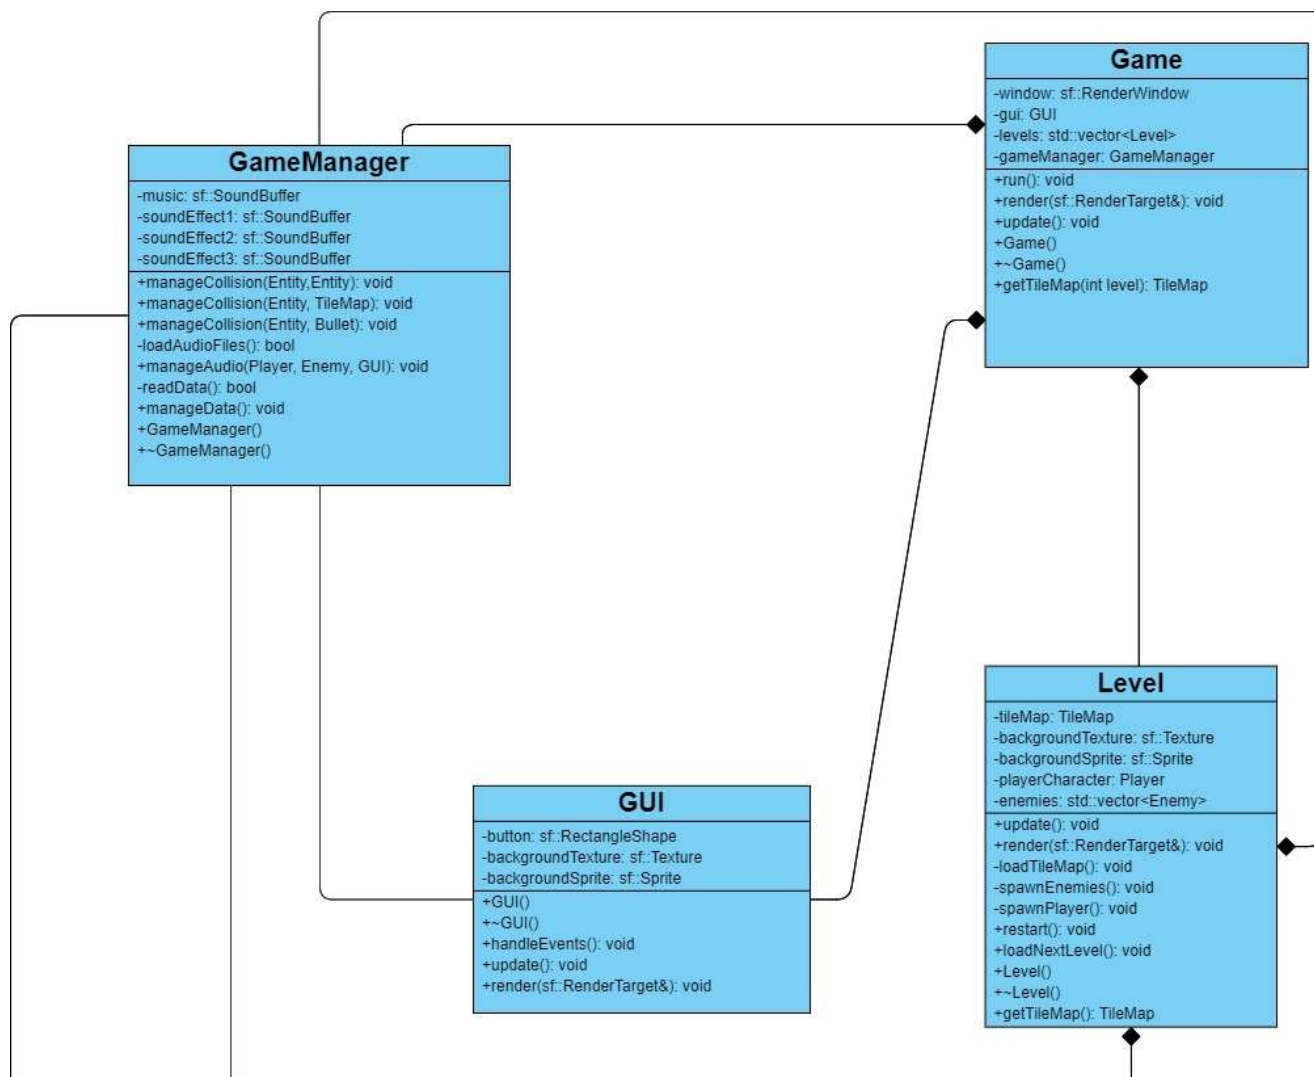 Game
-window: sf::RenderWindow
-gui: GUI
-levels: std::vector<Level>
-gameManager: GameManager
+run(): void
+render(sf::RenderTarget&): void
+update(): void
+Game()
+~Game()
+getTileMap(int level): TileMap
GameManager
-music: sf::SoundBuffer
-soundEffect1: sf::SoundBuffer
-soundEffect2: sf::SoundBuffer
-soundEffect3: sf::SoundBuffer
+manageCollision(Entity,Entity): void
+manageCollision(Entity, TileMap): void
+manageCollision(Entity, Bullet): void
-loadAudioFiles(): bool
+manageAudio(Player, Enemy, GUI): void
-readData(): bool
+manageData(): void
+GameManager()
+~GameManager()
Level
-tileMap: TileMap
-backgroundTexture: sf::Texture
-backgroundSprite: sf::Sprite
-playerCharacter: Player
-enemies: std::vector<Enemy>
+update(): void
+render(sf::RenderTarget&): void
-loadTileMap(): void
-spawnEnemies(): void
-spawnPlayer(): void
+restart(): void
+loadNextLevel(): void
+Level()
+~Level()
+getTileMap(): TileMap
GUI
-button: sf::RectangleShape
-backgroundTexture: sf::Texture
-backgroundSprite: sf::Sprite
+GUI()
+~GUI()
+handleEvents(): void
+update(): void
+render(sf::RenderTarget&): void